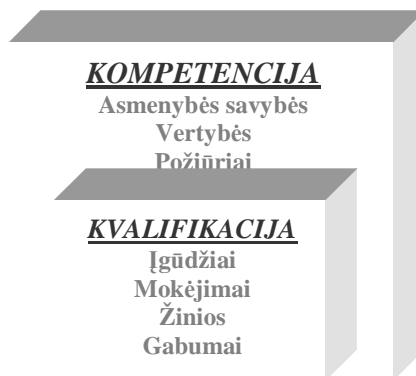 KOMPETENCIJA
Asmenybės savybės
Vertybės
Požiūriai
KVALIFIKACIJA
Įgūdžiai
Mokėjimai
Žinios
Gabumai